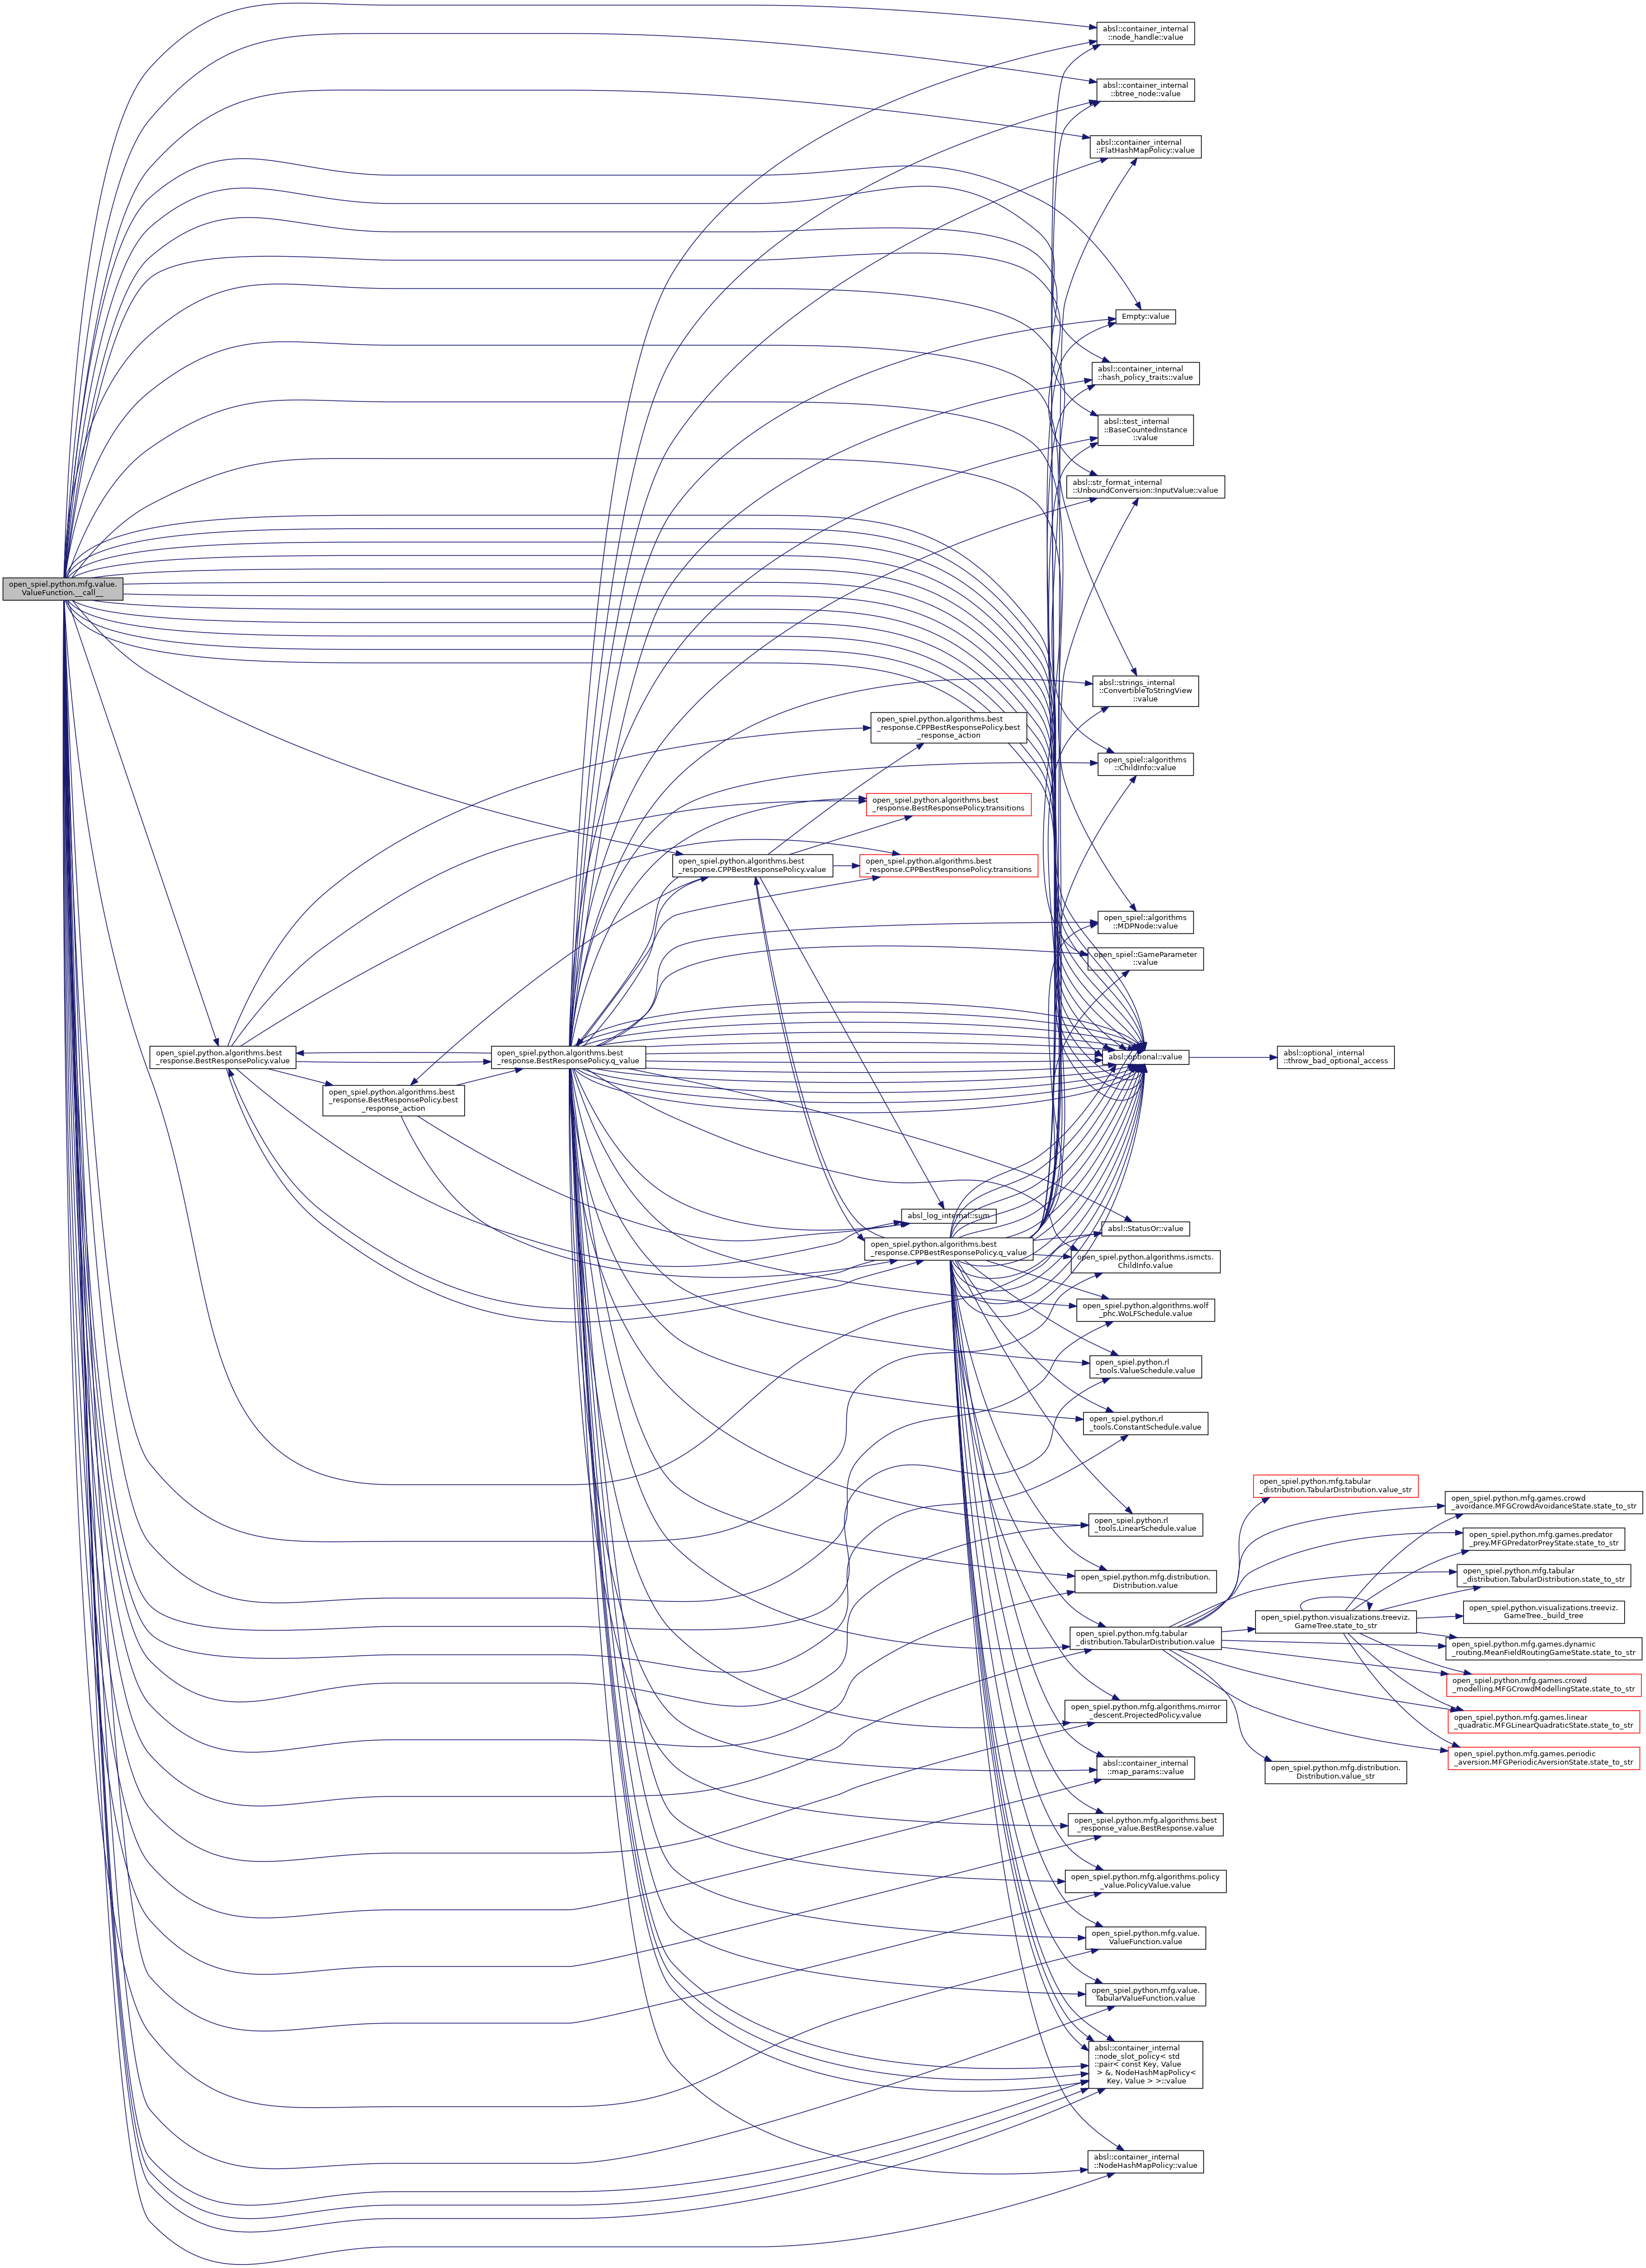 absl::container_internal
::node_handle::value
absl::container_internal
::btree_node::value
absl::container_internal
::FlatHashMapPolicy::value
Empty::value
absl::container_internal
::hash_policy_traits::value
absl::test_internal
::BaseCountedInstance
::value
absl::str_format_internal
::UnboundConversion::InputValue::value
open_spiel.python.mfg.value.
ValueFunction.__call__
absl::strings_internal
::ConvertibleToStringView
::value
open_spiel.python.algorithms.best
_response.CPPBestResponsePolicy.best
_response_action
open_spiel::algorithms
::ChildInfo::value
open_spiel.python.algorithms.best
_response.BestResponsePolicy.transitions
open_spiel.python.algorithms.best
_response.CPPBestResponsePolicy.value
open_spiel.python.algorithms.best
_response.CPPBestResponsePolicy.transitions
open_spiel::algorithms
::MDPNode::value
open_spiel::GameParameter
::value
open_spiel.python.algorithms.best
_response.BestResponsePolicy.value
open_spiel.python.algorithms.best
_response.BestResponsePolicy.q_value
absl::optional::value
absl::optional_internal
::throw_bad_optional_access
open_spiel.python.algorithms.best
_response.BestResponsePolicy.best
_response_action
absl_log_internal::sum
absl::StatusOr::value
open_spiel.python.algorithms.best
_response.CPPBestResponsePolicy.q_value
open_spiel.python.algorithms.ismcts.
ChildInfo.value
open_spiel.python.algorithms.wolf
_phc.WoLFSchedule.value
open_spiel.python.rl
_tools.ValueSchedule.value
open_spiel.python.rl
_tools.ConstantSchedule.value
open_spiel.python.mfg.tabular
_distribution.TabularDistribution.value_str
open_spiel.python.mfg.games.crowd
_avoidance.MFGCrowdAvoidanceState.state_to_str
open_spiel.python.rl
_tools.LinearSchedule.value
open_spiel.python.mfg.games.predator
_prey.MFGPredatorPreyState.state_to_str
open_spiel.python.mfg.distribution.
Distribution.value
open_spiel.python.mfg.tabular
_distribution.TabularDistribution.state_to_str
open_spiel.python.visualizations.treeviz.
GameTree._build_tree
open_spiel.python.visualizations.treeviz.
GameTree.state_to_str
open_spiel.python.mfg.tabular
_distribution.TabularDistribution.value
open_spiel.python.mfg.games.dynamic
_routing.MeanFieldRoutingGameState.state_to_str
open_spiel.python.mfg.games.crowd
_modelling.MFGCrowdModellingState.state_to_str
open_spiel.python.mfg.algorithms.mirror
_descent.ProjectedPolicy.value
open_spiel.python.mfg.games.linear
_quadratic.MFGLinearQuadraticState.state_to_str
open_spiel.python.mfg.games.periodic
_aversion.MFGPeriodicAversionState.state_to_str
absl::container_internal
::map_params::value
open_spiel.python.mfg.distribution.
Distribution.value_str
open_spiel.python.mfg.algorithms.best
_response_value.BestResponse.value
open_spiel.python.mfg.algorithms.policy
_value.PolicyValue.value
open_spiel.python.mfg.value.
ValueFunction.value
open_spiel.python.mfg.value.
TabularValueFunction.value
absl::container_internal
::node_slot_policy< std
::pair< const Key, Value
> &, NodeHashMapPolicy<
Key, Value > >::value
absl::container_internal
::NodeHashMapPolicy::value